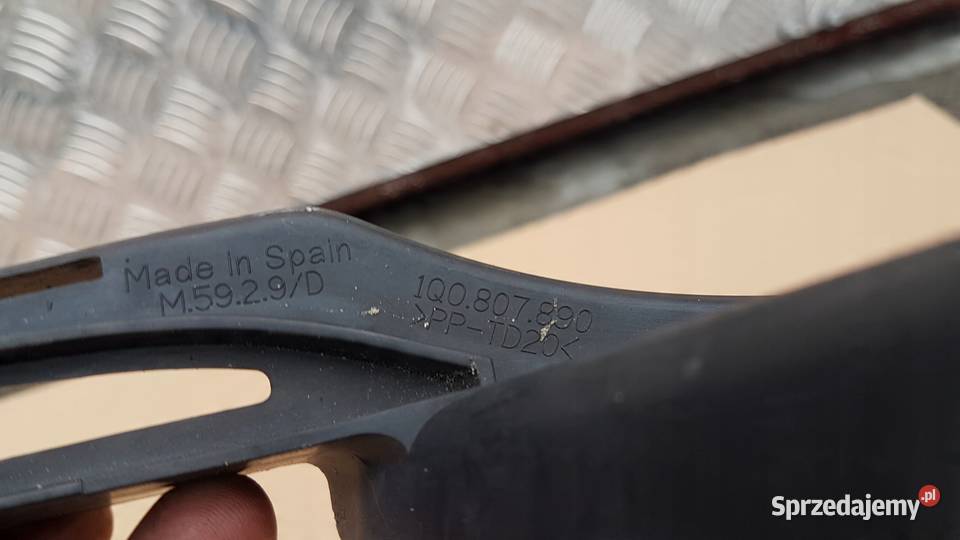 Made In Spain
M.59.2.9/D
1Q0.807.890
>PP-TD20<
Sprzedajemy.pl